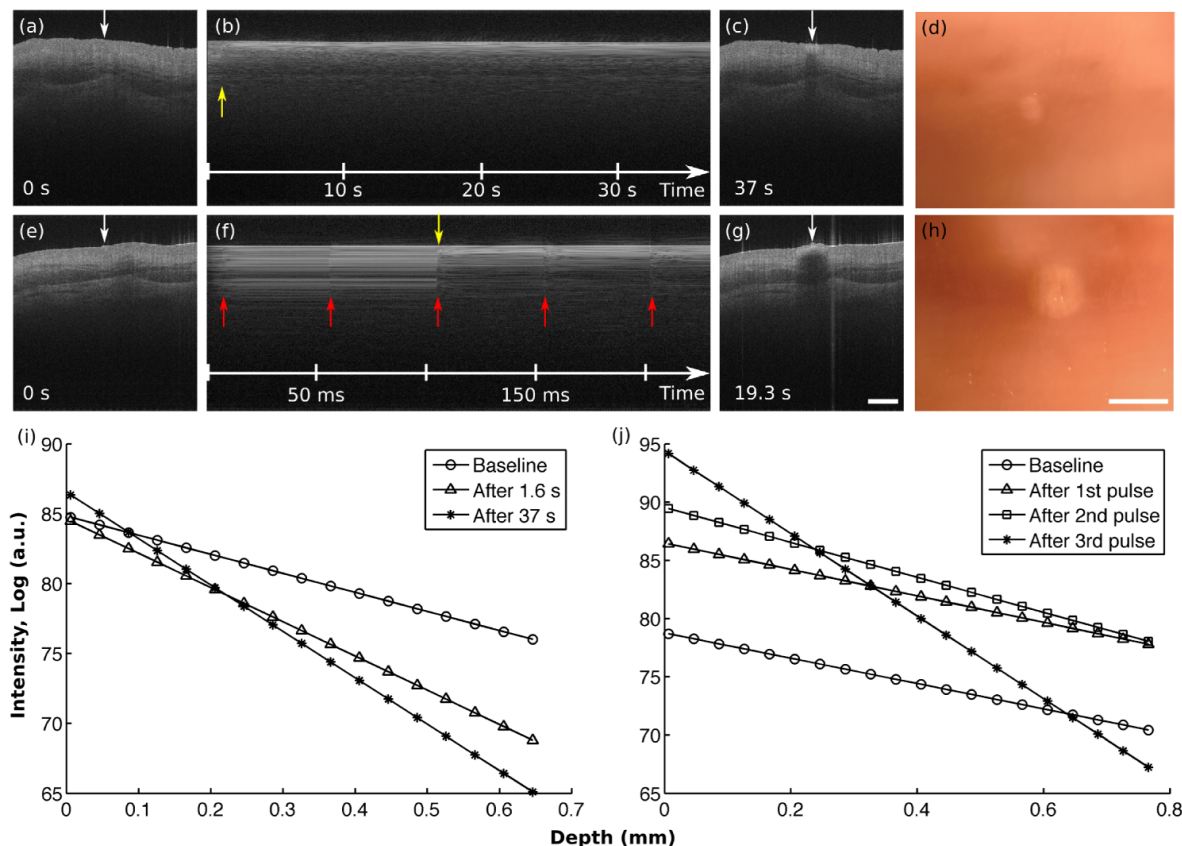 (a)
(b)
(c)
(d)
0 s
10 s
20 s
30 s
Time
37 s
(e)
(f)
(g)
(h)
0 s
50 ms
150 ms
Time
19.3 s
(i)
(j)
Intensity, Log (a.u.)
90
85
80
75
70
65
0
0.1
0.2
0.3
0.4
0.5
0.6
0.7
Baseline
After 1.6 s
After 37 s
95
90
85
80
75
70
65
0
0.2
0.4
0.6
0.8
Baseline
After 1st pulse
After 2nd pulse
After 3rd pulse
Depth (mm)